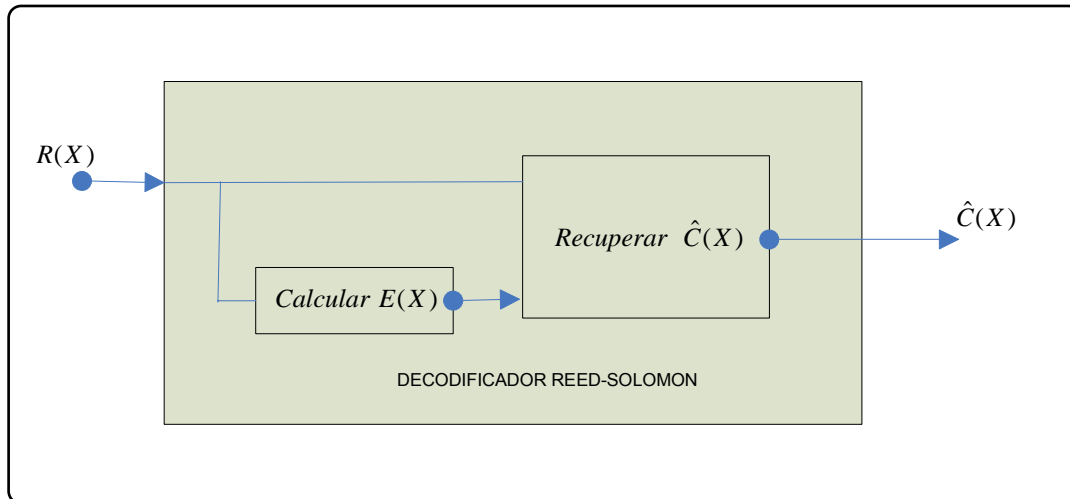 R(X)
Recuperar Ĉ(X)
Ĉ(X)
Calcular E(X)
DECODIFICADOR REED-SOLOMON